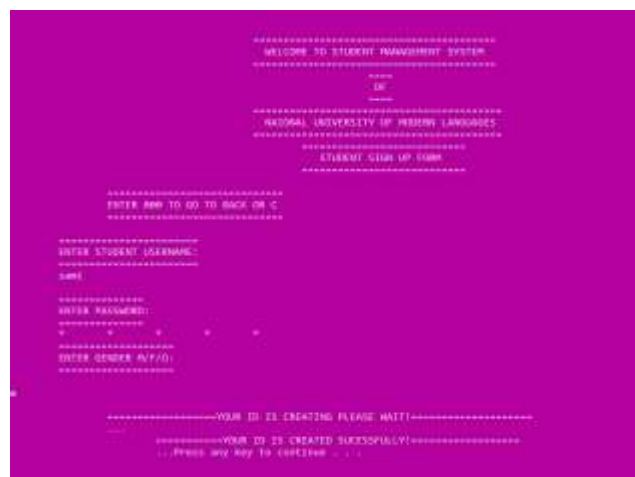 WELCOME TO STUDENT MANAGEMENT SYSTEM
OF
NAIONAL UNIVERSITY OF MODERN LANGUAGES
STUDENT SIGN UP FORM
ENTER 000 TO GO TO BACK OR C
ENTER STUDENT USERNAME:
sami
ENTER PASSWORD:
* * * * *
ENTER GENDER M/F/O:
YOUR ID IS CREATING PLEASE WAIT!
...
YOUR ID IS CREATED SUCESSFULLY!
...Press any key to continue . . .